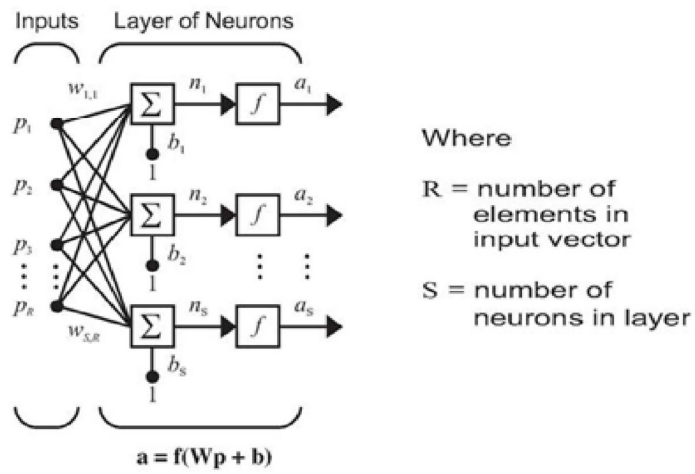 Inputs Layer of Neurons
w1,1 n1 a1
Σ f
p1
b1
1
p2 n2 a2
Σ f
p3
b2
1
pR nS aS
Σ f
wS,R
bS
1
a = f(Wp + b)
Where
R = number of
elements in
input vector
S = number of
neurons in layer